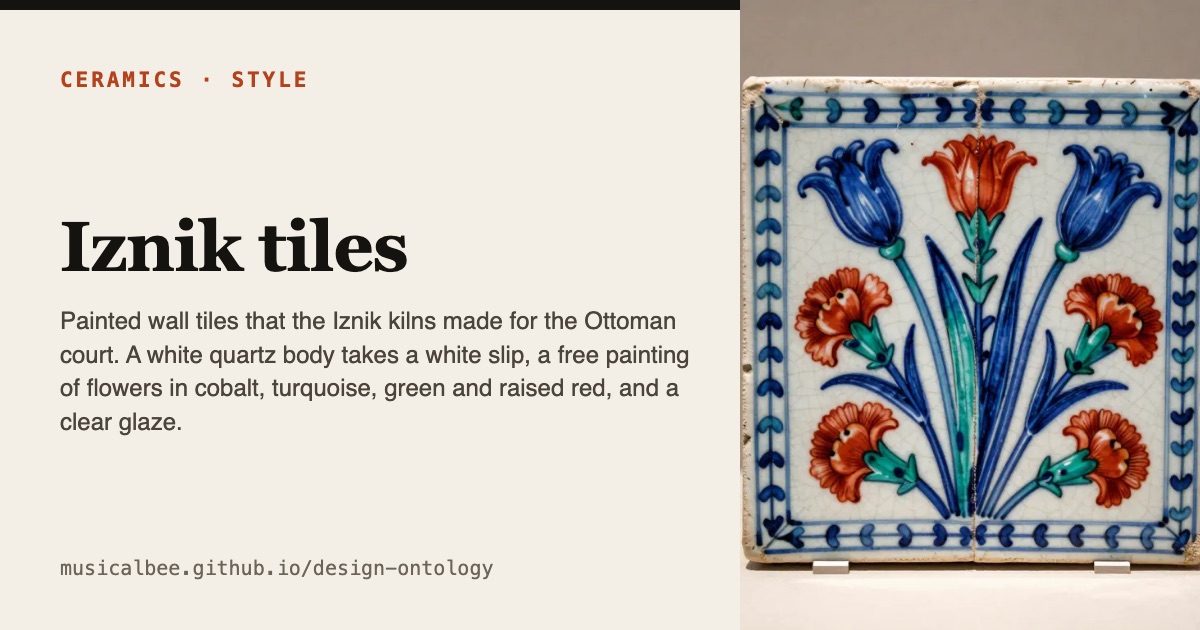 CERAMICS · STYLE
Iznik tiles
Painted wall tiles that the Iznik kilns made for the Ottoman
court. A white quartz body takes a white slip, a free painting
of flowers in cobalt, turquoise, green and raised red, and a
clear glaze.
musicalbee.github.io/design-ontology